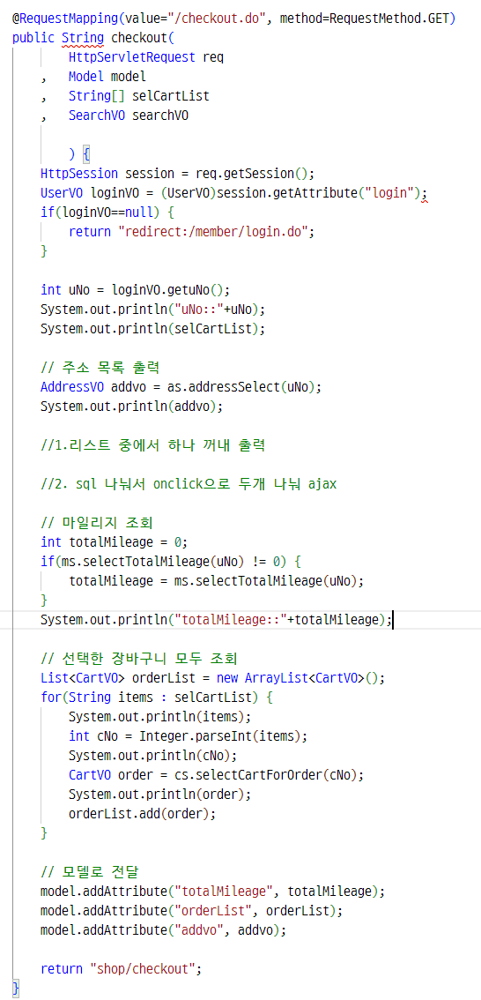 @RequestMapping(value="/checkout.do", method=RequestMethod.GET)
public String checkout(
        HttpServletRequest req
    ,   Model model
    ,   String[] selCartList
    ,   SearchVO searchVO
        ) {
    HttpSession session = req.getSession();
    UserVO loginVO = (UserVO)session.getAttribute("login");
    if(loginVO==null) {
        return "redirect:/member/login.do";
    }
    int uNo = loginVO.getuNo();
    System.out.println("uNo::"+uNo);
    System.out.println(selCartList);
    // 주소 목록 출력
    AddressVO addvo = as.addressSelect(uNo);
    System.out.println(addvo);
    //1.리스트 중에서 하나 꺼내 출력
    //2. sql 나눠서 onclick으로 두개 나눠 ajax
    // 마일리지 조회
    int totalMileage = 0;
    if(ms.selectTotalMileage(uNo) != 0) {
        totalMileage = ms.selectTotalMileage(uNo);
    }
    System.out.println("totalMileage::"+totalMileage);
    // 선택한 장바구니 모두 조회
    List<CartVO> orderList = new ArrayList<CartVO>();
    for(String items : selCartList) {
        System.out.println(items);
        int cNo = Integer.parseInt(items);
        System.out.println(cNo);
        CartVO order = cs.selectCartForOrder(cNo);
        System.out.println(order);
        orderList.add(order);
    }
    // 모델로 전달
    model.addAttribute("totalMileage", totalMileage);
    model.addAttribute("orderList", orderList);
    model.addAttribute("addvo", addvo);
    return "shop/checkout";
}